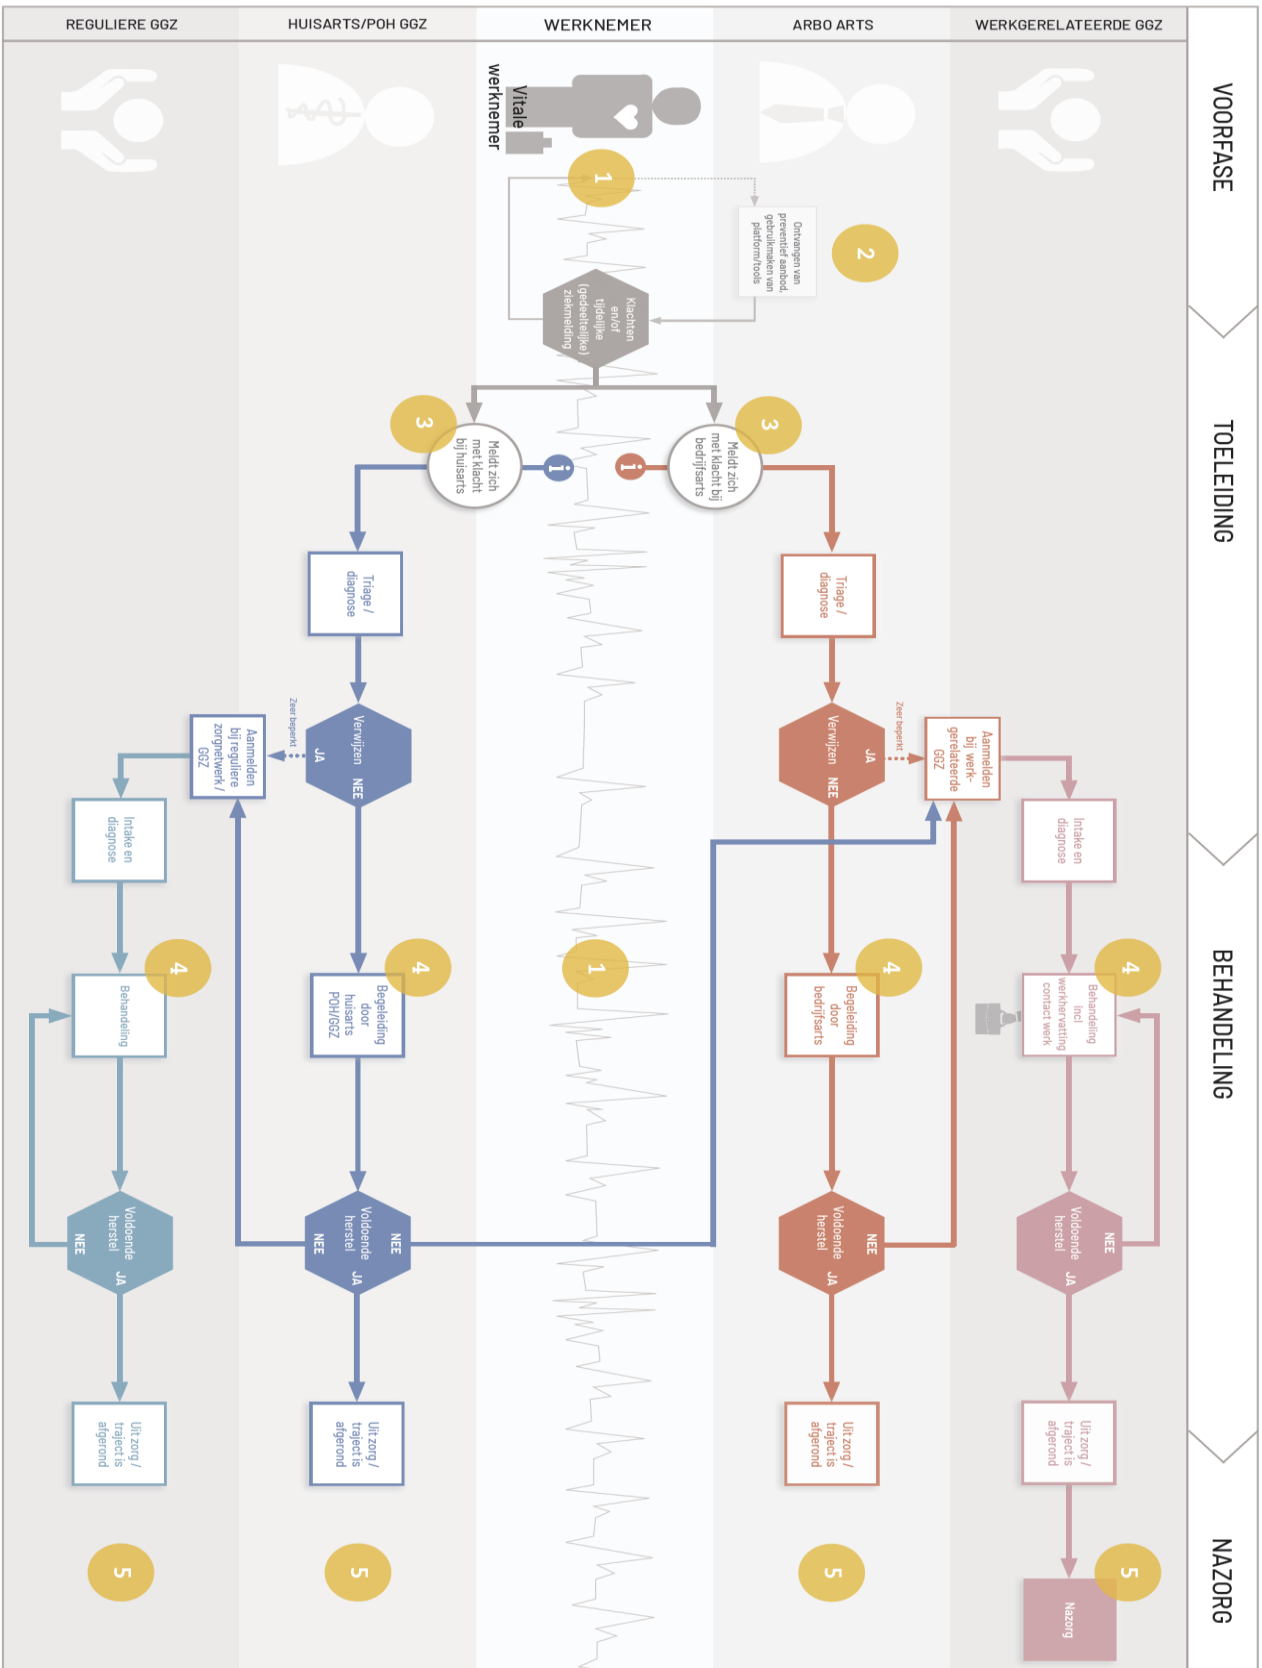 REGULIERE GGZ
HUISARTS/POH GGZ
WERKNEMER
ARBO ARTS
WERKGERELATEERDE GGZ
VOORFASE
TOELEIDING
BEHANDELING
NAZORG
Vitale
werknemer
1
2
Ontvangen van
preventief aanbod,
gebruikmaken van
platform/tools
Klachten
en/of
tijdelijke
(gedeeltelijke)
ziekmelding
3
Meldt zich
met klacht
bij huisarts
i
i
3
Meldt zich
met klacht bij
bedrijfsarts
Triage /
diagnose
Triage /
diagnose
Verwijzen
JA
NEE
Zeer beperkt
Aanmelden
bij reguliere
zorgnetwerk /
GGZ
Verwijzen
JA
NEE
Zeer beperkt
Aanmelden
bij werk-
gerelateerde
GGZ
Intake en
diagnose
Intake en
diagnose
4
Behandeling
4
Begeleiding
door
huisarts
POH/GGZ
1
4
Begeleiding
door
bedrijfsarts
4
Behandeling
incl
werkhervatting
contact werk
Voldoende
herstel
NEE
JA
Voldoende
herstel
NEE
NEE
JA
Voldoende
herstel
NEE
JA
Voldoende
herstel
NEE
JA
Uit zorg /
traject is
afgerond
Uit zorg /
traject is
afgerond
Uit zorg /
traject is
afgerond
Uit zorg /
traject is
afgerond
5
5
5
5
Nazorg